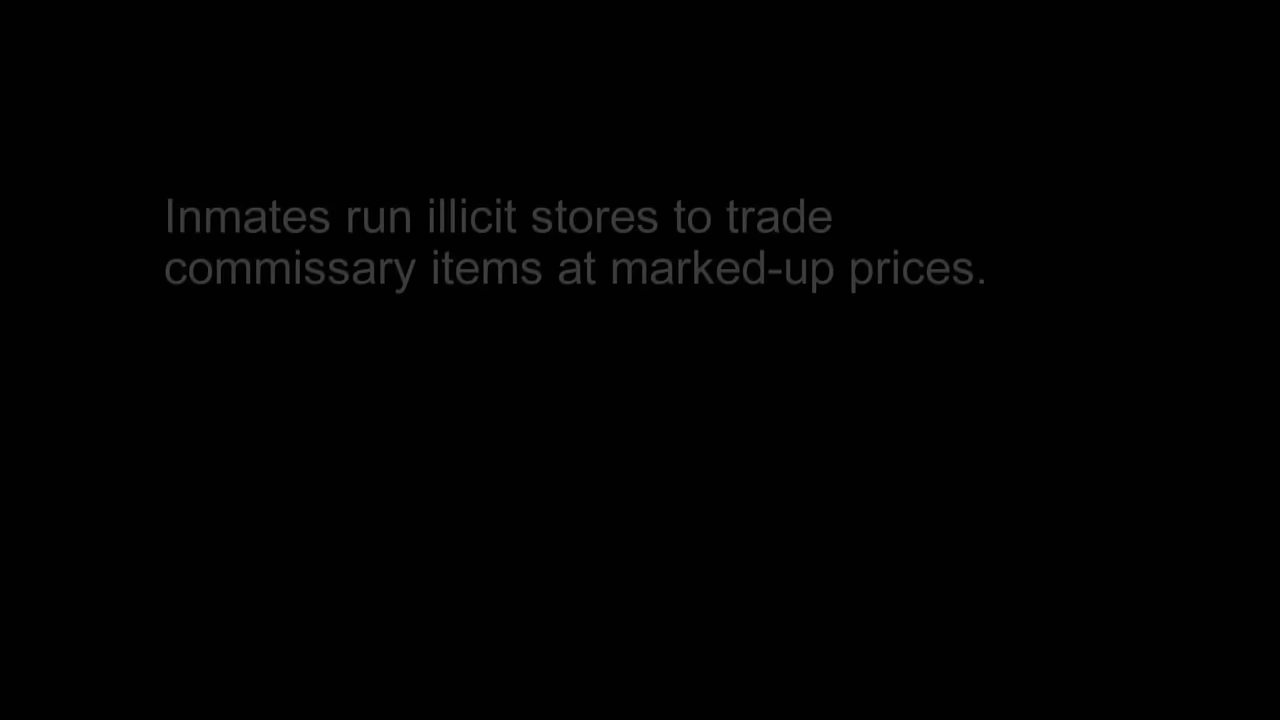 Inmates run illicit stores to trade
commissary items at marked-up prices.